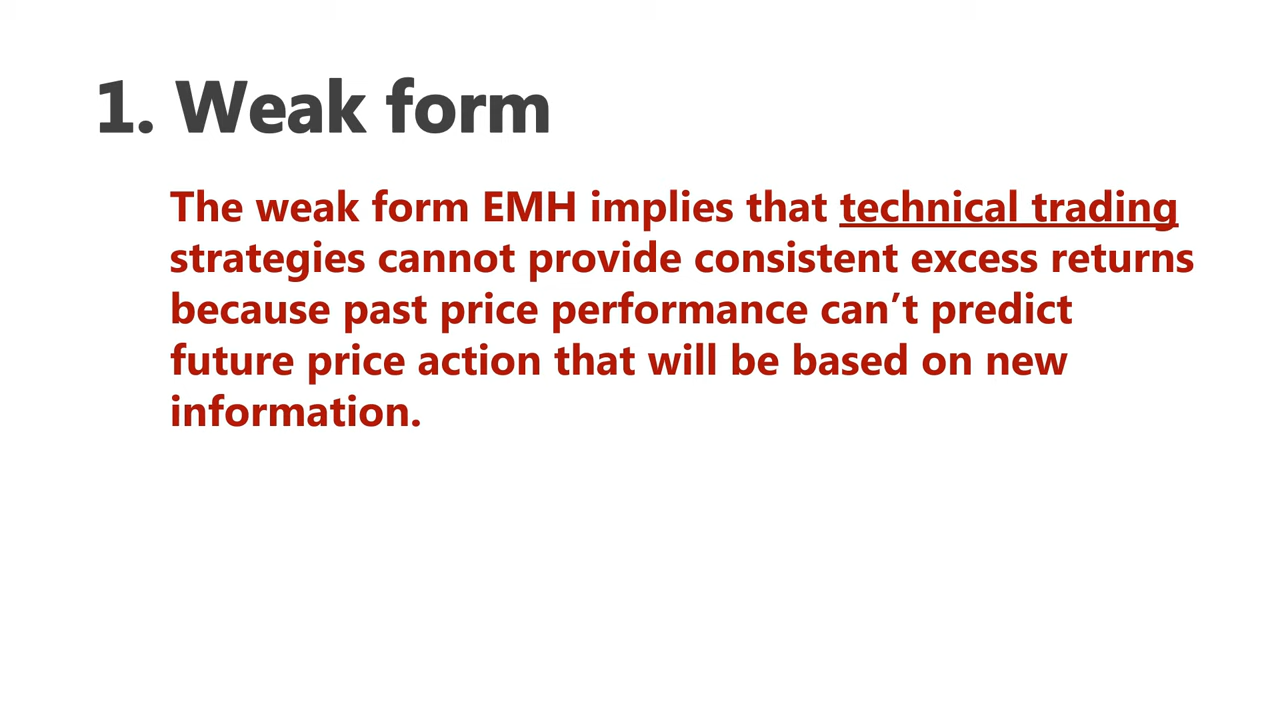 1. Weak form
The weak form EMH implies that technical trading
strategies cannot provide consistent excess returns
because past price performance can’t predict
future price action that will be based on new
information.